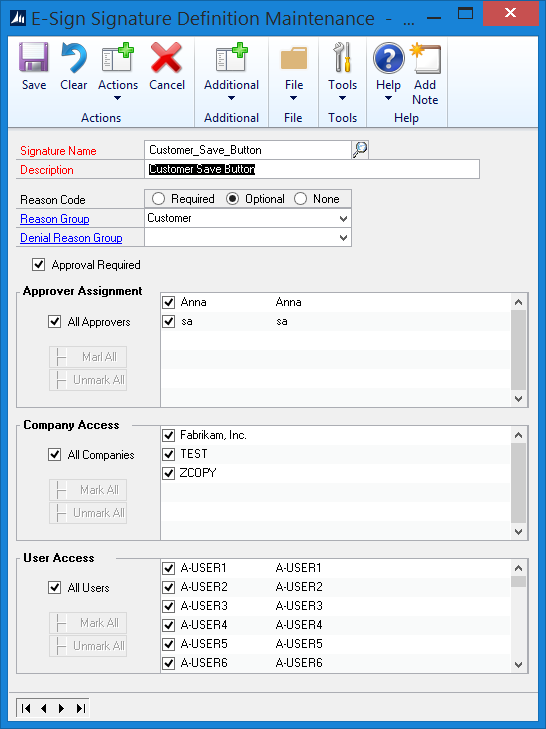 E-Sign Signature Definition Maintenance - ...
Save Clear Actions Cancel Additional File Tools Help Add Note
Actions Additional File Tools Help
Signature Name Customer_Save_Button
Description Customer Save Button
Reason Code Required Optional None
Reason Group Customer
Denial Reason Group
Approval Required
Approver Assignment
All Approvers
Marl All
Unmark All
Anna Anna
sa sa
Company Access
All Companies
Mark All
Unmark All
Fabrikam, Inc.
TEST
ZCOPY
User Access
All Users
Mark All
Unmark All
A-USER1 A-USER1
A-USER2 A-USER2
A-USER3 A-USER3
A-USER4 A-USER4
A-USER5 A-USER5
A-USER6 A-USER6